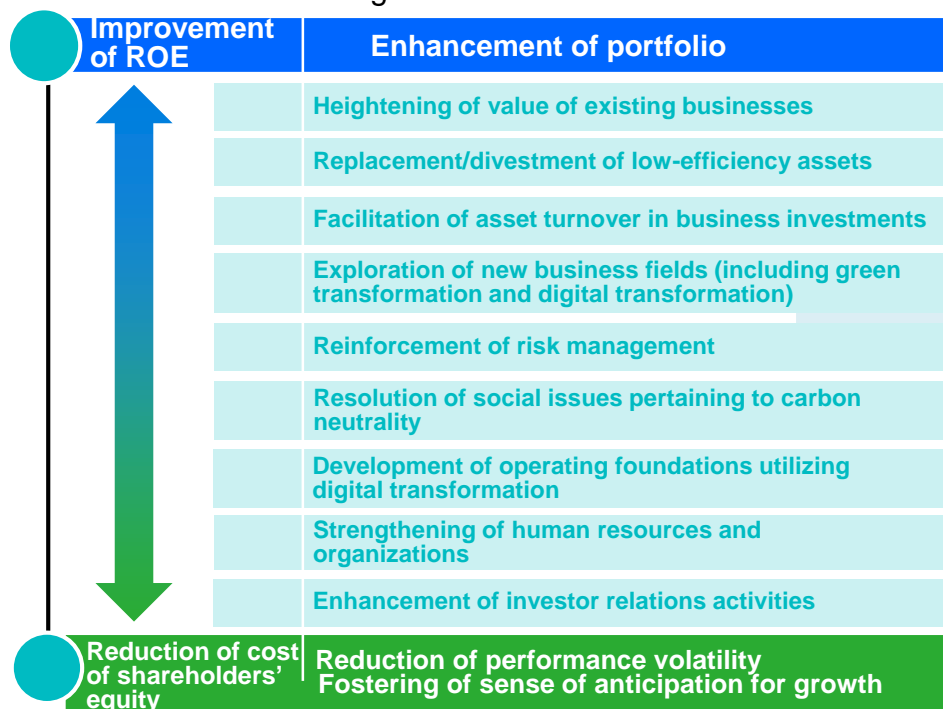 Improvement
of ROE
Enhancement of portfolio
Heightening of value of existing businesses
Replacement/divestment of low-efficiency assets
Facilitation of asset turnover in business investments
Exploration of new business fields (including green
transformation and digital transformation)
Reinforcement of risk management
Resolution of social issues pertaining to carbon
neutrality
Development of operating foundations utilizing
digital transformation
Strengthening of human resources and
organizations
Enhancement of investor relations activities
Reduction of cost
of shareholders’
equity
Reduction of performance volatility
Fostering of sense of anticipation for growth